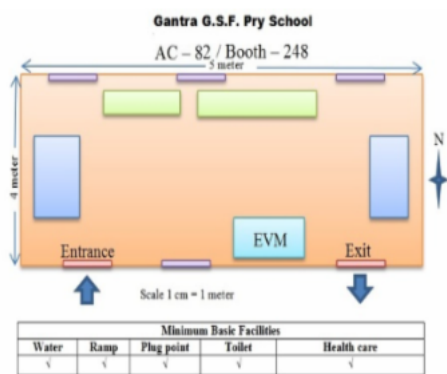 Gantra G.S.F. Pry School
AC – 82 / Booth – 248
5 meter
4 meter
N
Entrance
EVM
Exit
Scale 1 cm = 1 meter
Minimum Basic Facilities
Water Ramp Plug point Toilet Health care
√ √ √ √ √